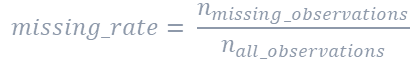 missing_rate = n_missing_observations / n_all_observations